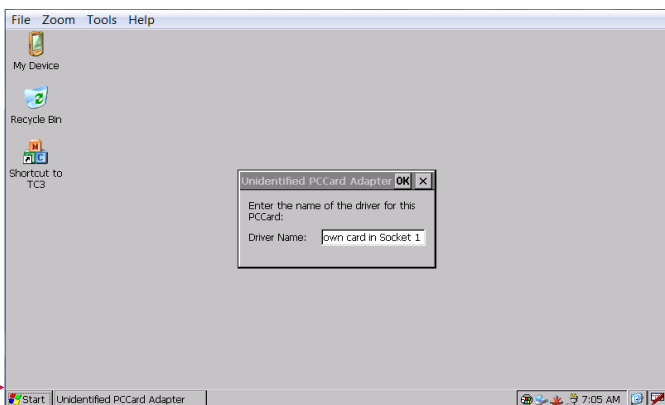 File Zoom Tools Help
My Device
Recycle Bin
Shortcut to
TC3
Unidentified PCCard Adapter OK ×
Enter the name of the driver for this
PCCard:
Driver Name: own card in Socket 1
Start Unidentified PCCard Adapter 7:05 AM